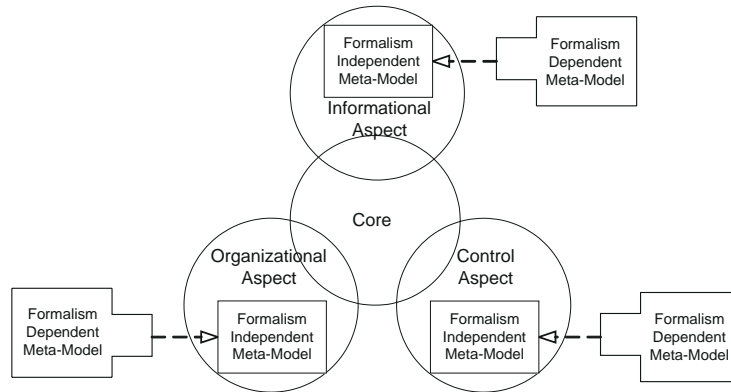 Formalism
Independent
Meta-Model
Formalism
Dependent
Meta-Model
Informational
Aspect
Core
Organizational
Aspect
Control
Aspect
Formalism
Dependent
Meta-Model
Formalism
Independent
Meta-Model
Formalism
Independent
Meta-Model
Formalism
Dependent
Meta-Model